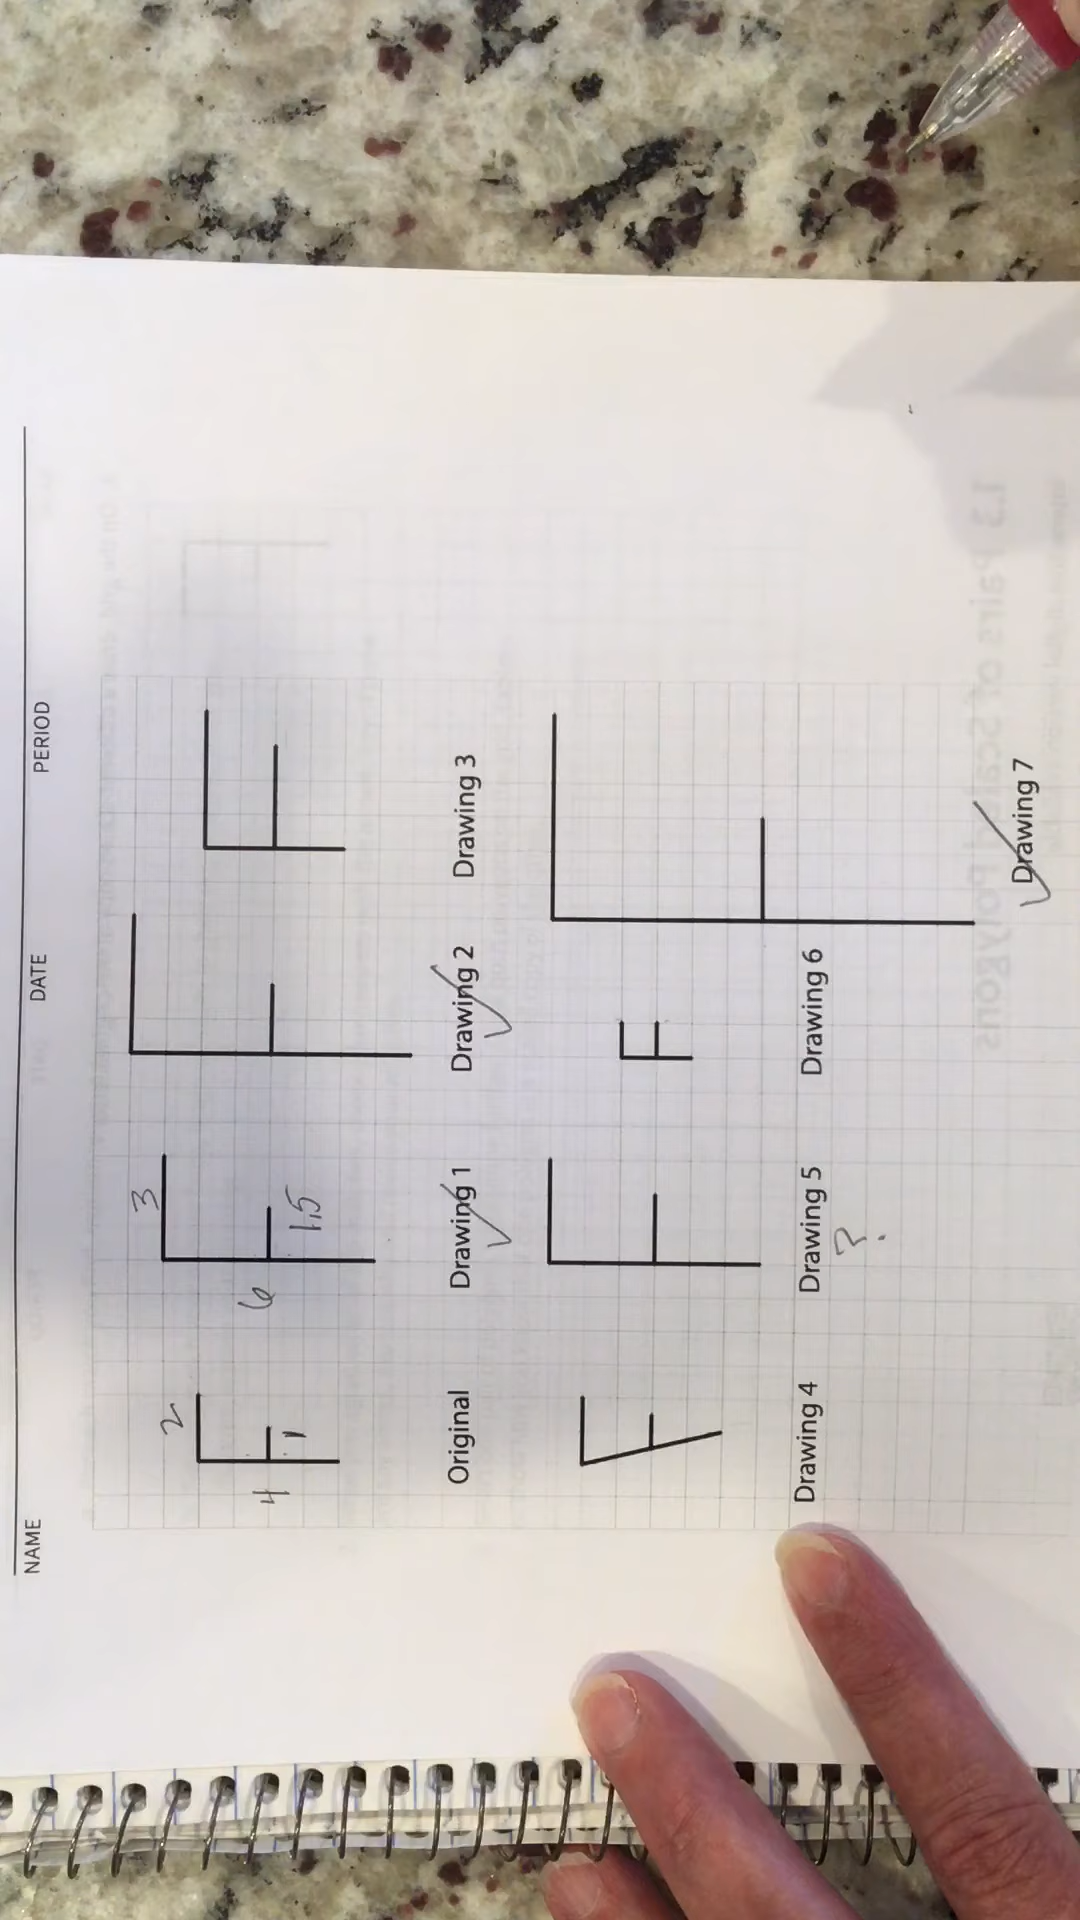 NAME DATE PERIOD
2 3
4 1 6 1,5
Original Drawing 1 Drawing 2 Drawing 3
Drawing 4 Drawing 5 Drawing 6
?
Drawing 7